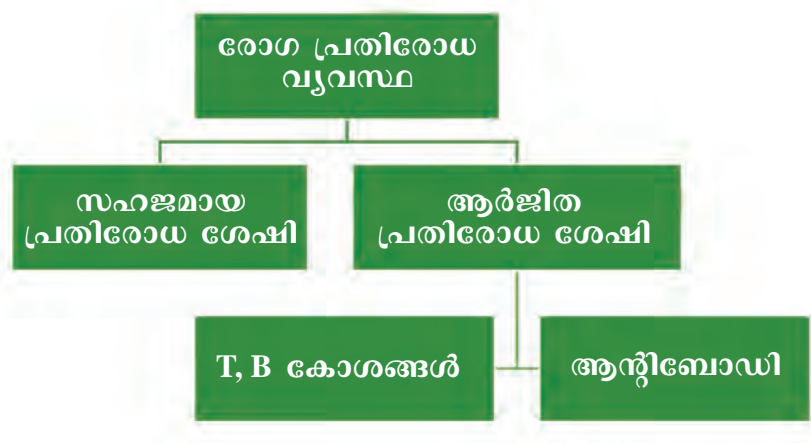 രോഗ പ്രതിരോധ
വ്യവസ്ഥ
സഹജമായ
പ്രതിരോധ ശേഷി
ആർജിത
പ്രതിരോധ ശേഷി
T, B കോശങ്ങൾ
ആന്റിബോഡി